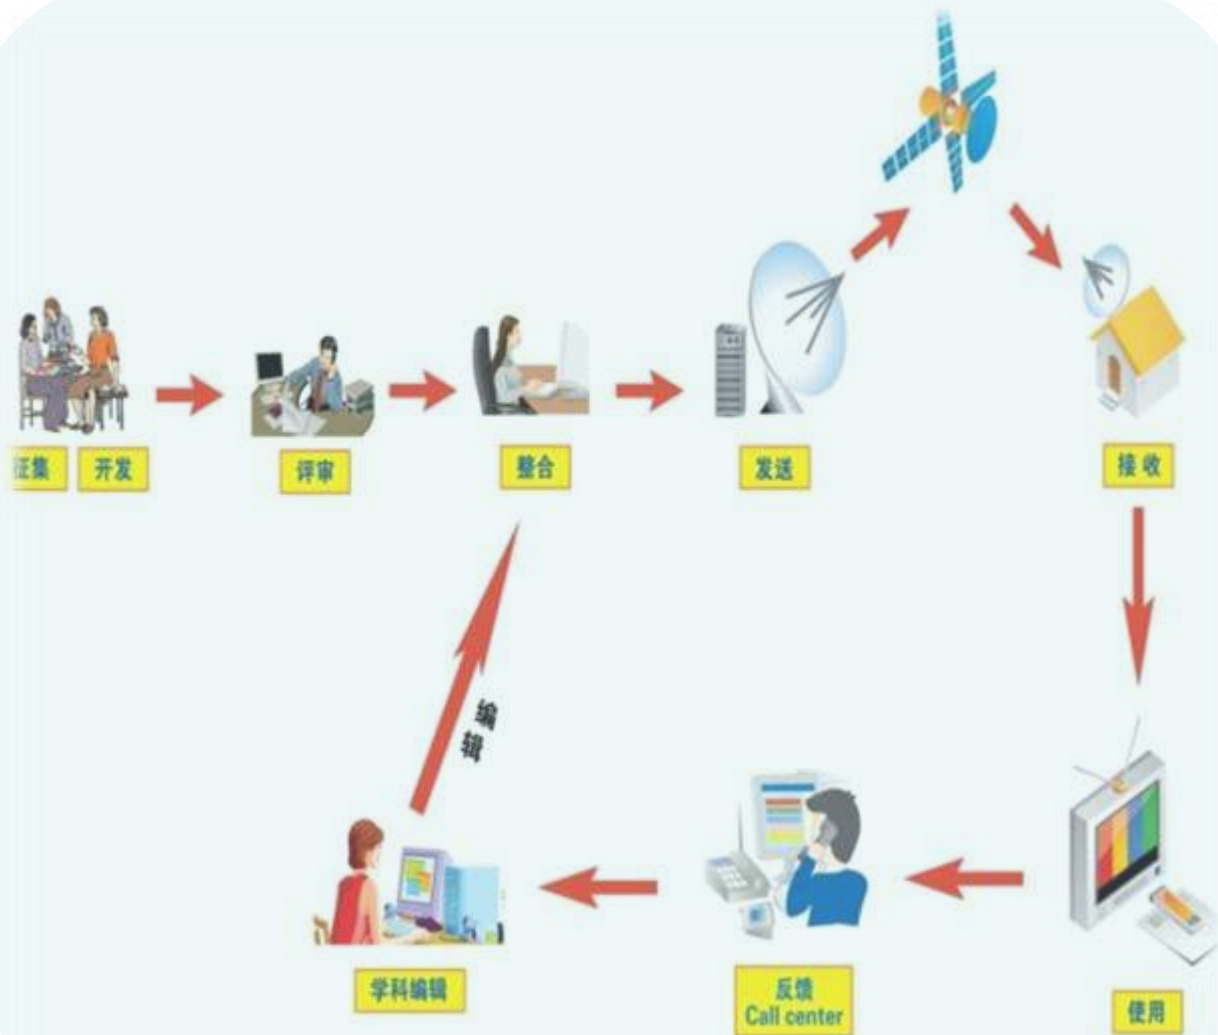 征集
开发
评审
整合
发送
接收
编
辑
学科编辑
反馈
Call center
使用